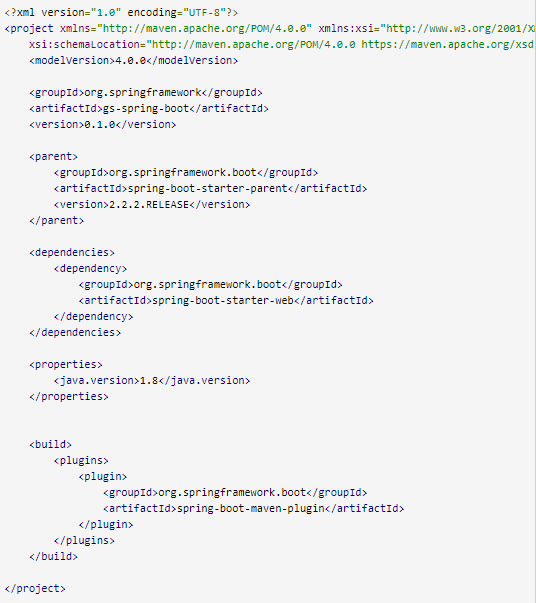 <?xml version="1.0" encoding="UTF-8"?>
<project xmlns="http://maven.apache.org/POM/4.0.0" xmlns:xsi="http://www.w3.org/2001/X
xsi:schemaLocation="http://maven.apache.org/POM/4.0.0 https://maven.apache.org/xsd
<modelVersion>4.0.0</modelVersion>
<groupId>org.springframework</groupId>
<artifactId>gs-spring-boot</artifactId>
<version>0.1.0</version>
<parent>
<groupId>org.springframework.boot</groupId>
<artifactId>spring-boot-starter-parent</artifactId>
<version>2.2.2.RELEASE</version>
</parent>
<dependencies>
<dependency>
<groupId>org.springframework.boot</groupId>
<artifactId>spring-boot-starter-web</artifactId>
</dependency>
</dependencies>
<properties>
<java.version>1.8</java.version>
</properties>
<build>
<plugins>
<plugin>
<groupId>org.springframework.boot</groupId>
<artifactId>spring-boot-maven-plugin</artifactId>
</plugin>
</plugins>
</build>
</project>